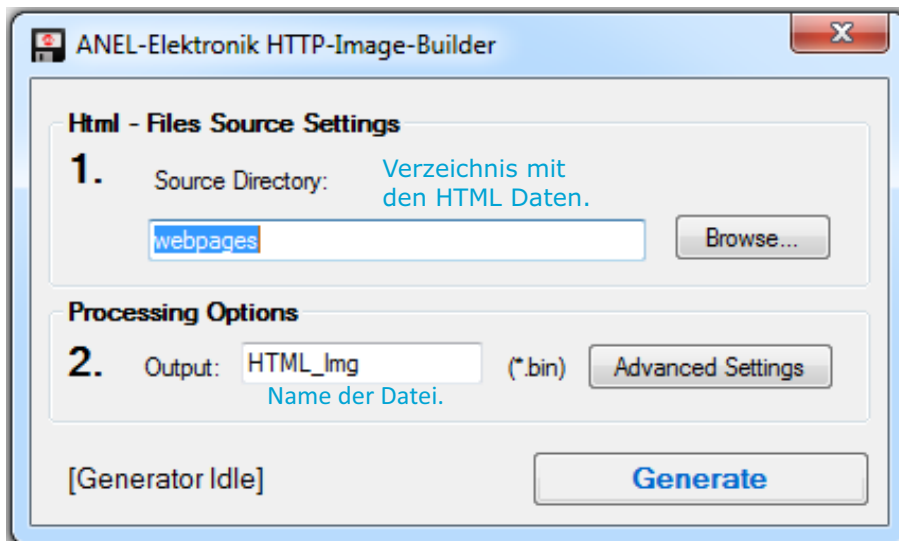 ANEL-Elektronik HTTP-Image-Builder
Html - Files Source Settings
1.
Source Directory:
Verzeichnis mit
den HTML Daten.
webpages
Browse...
Processing Options
2.
Output:
HTML_Img
(*.bin)
Advanced Settings
Name der Datei.
[Generator Idle]
Generate